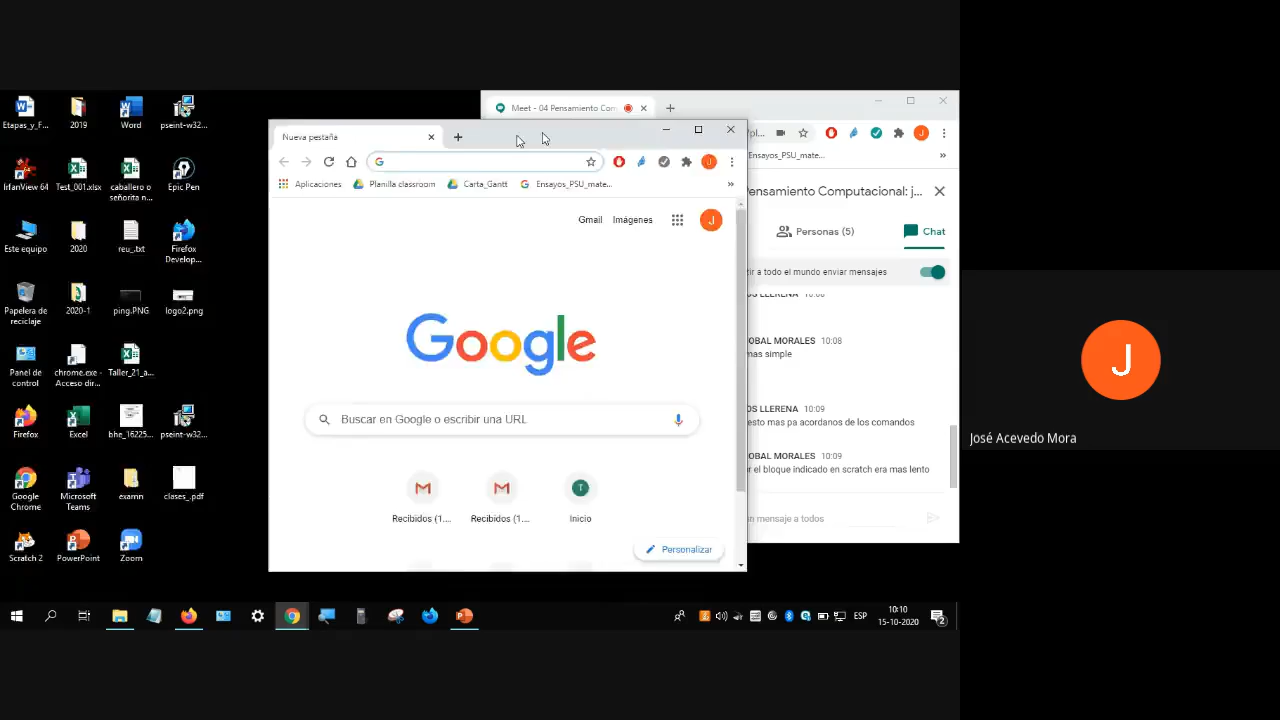 Etapas_y_F...
2019
Word
pseint-w32...
IrfanView 64
Test_001.xlsx
caballero o
señorita n...
Epic Pen
Este equipo
2020
reu_.txt
Firefox
Develop...
Papelera de
reciclaje
2020-1
ping.PNG
logo2.png
Panel de
control
chrome.exe -
Acceso dir...
Taller_21_a...
Firefox
Excel
bhe_16225...
pseint-w32...
Google
Chrome
Microsoft
Teams
examn
clases_.pdf
Scratch 2
PowerPoint
Zoom
Nueva pestaña
Aplicaciones
Planilla classroom
Carta_Gantt
Ensayos_PSU_mate...
»
Gmail
Imágenes
J
Google
Buscar en Google o escribir una URL
Recibidos (1....
Recibidos (1....
T
Inicio
Personalizar
Meet - 04 Pensamiento Com
Ensayos_PSU_mate...
»
ensamiento Computacional: j...
Personas (5)
Chat
ir a todo el mundo enviar mensajes
OS LLERENA 10:08
OBAL MORALES 10:08
mas simple
OS LLERENA 10:09
esto mas pa acordanos de los comandos
OBAL MORALES 10:09
er el bloque indicado en scratch era mas lento
n mensaje a todos
ESP
10:10
15-10-2020
2
J
José Acevedo Mora